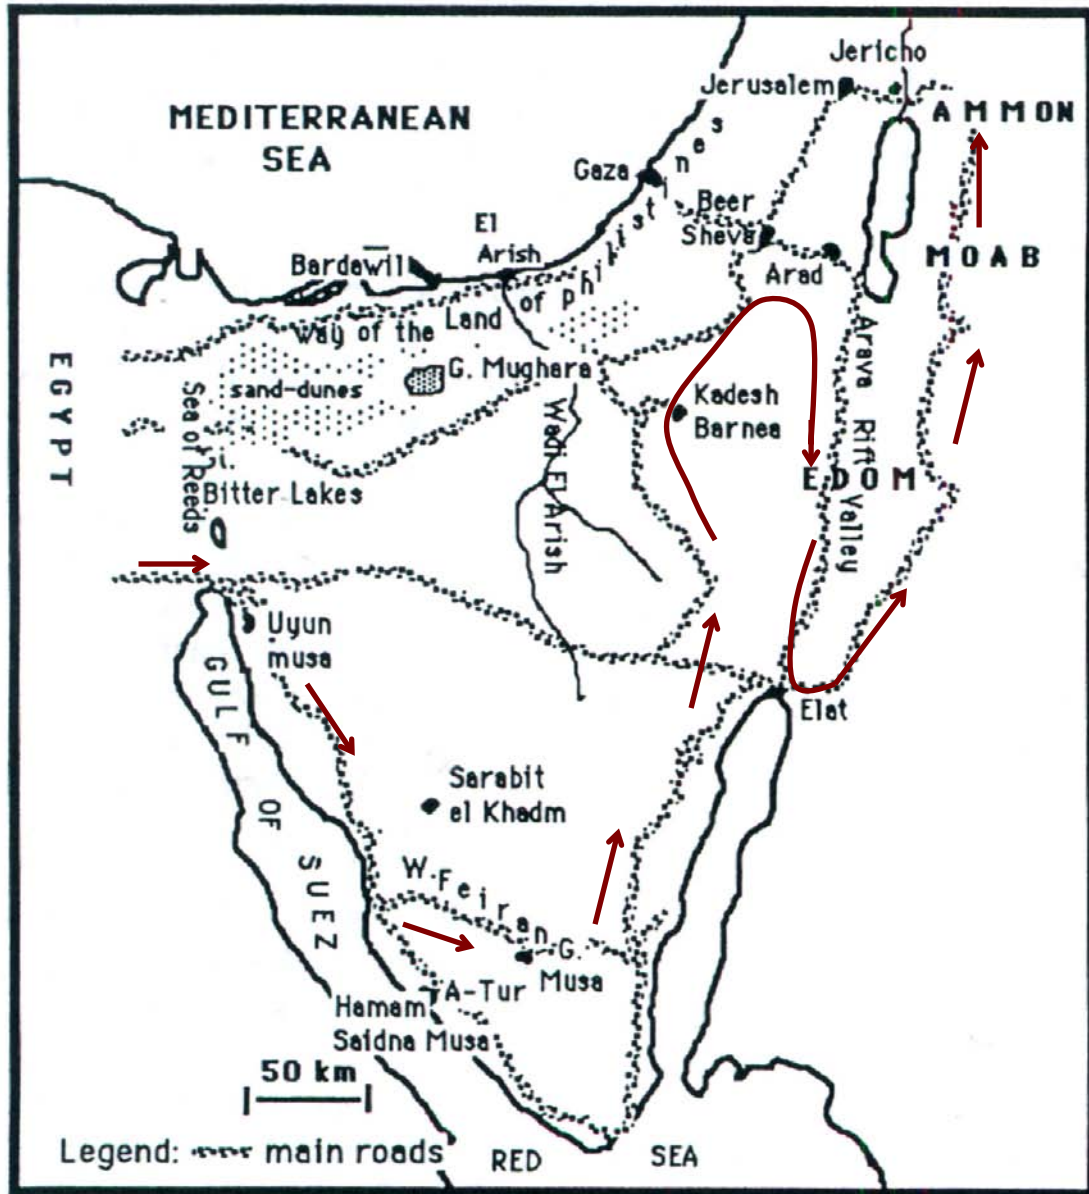 Jericho
Jerusalem
AMMON
MEDITERRANEAN
SEA
Gaza
Beer
Sheva
El
Arish
Bardawil
Arad
MOAB
way of the Land of philistines
EGYPT
sand-dunes
G. Mughara
Sea of Reeds
Kadesh
Barnea
Wadi El Arish
Arava Rift Valley
EDOM
Bitter Lakes
Uyun
musa
GULF OF SUEZ
Elat
Sarabit
el Khadm
W. Feiran
G.
Musa
A-Tur
Hamam
Saidna Musa
50 km
Legend: main roads
RED SEA